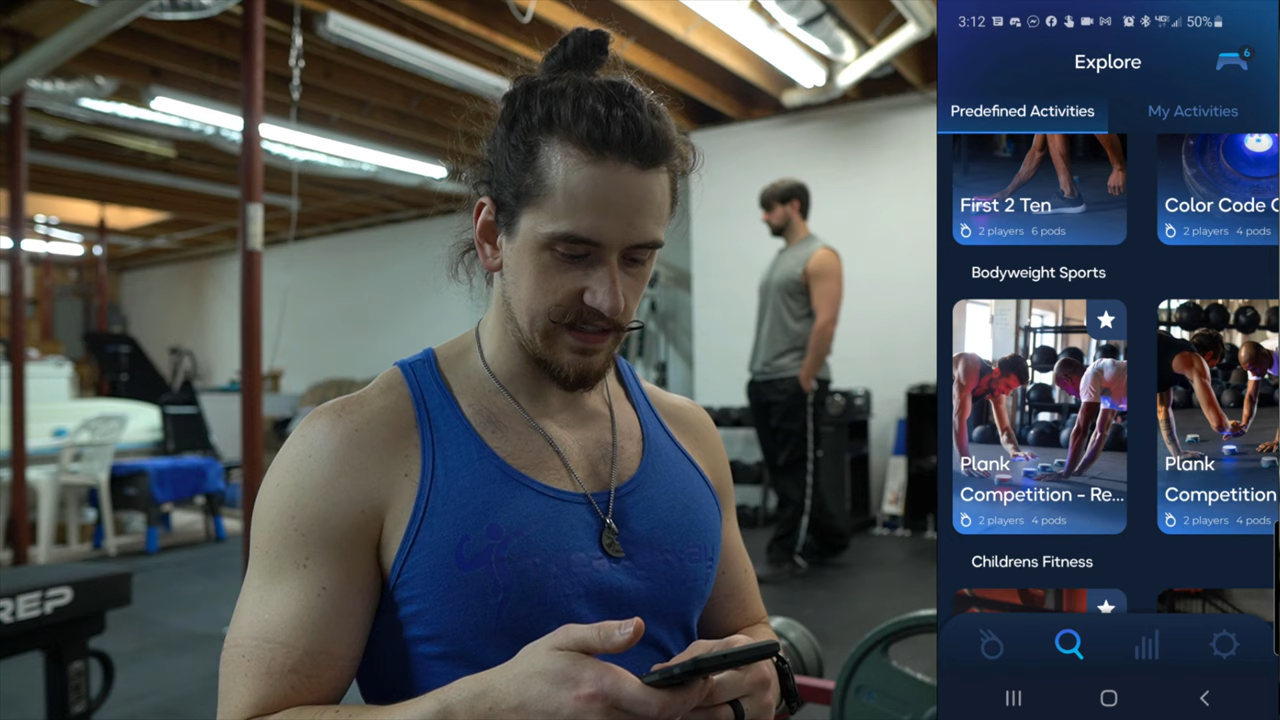 REP
3:12
50%
Explore
6
Predefined Activities
My Activities
First 2 Ten
2 players 6 pods
Color Code C
4 players 4 pods
Bodyweight Sports
Plank
Competition - Re...
2 players 4 pods
Plank
Competition
2 players 4 pods
Childrens Fitness